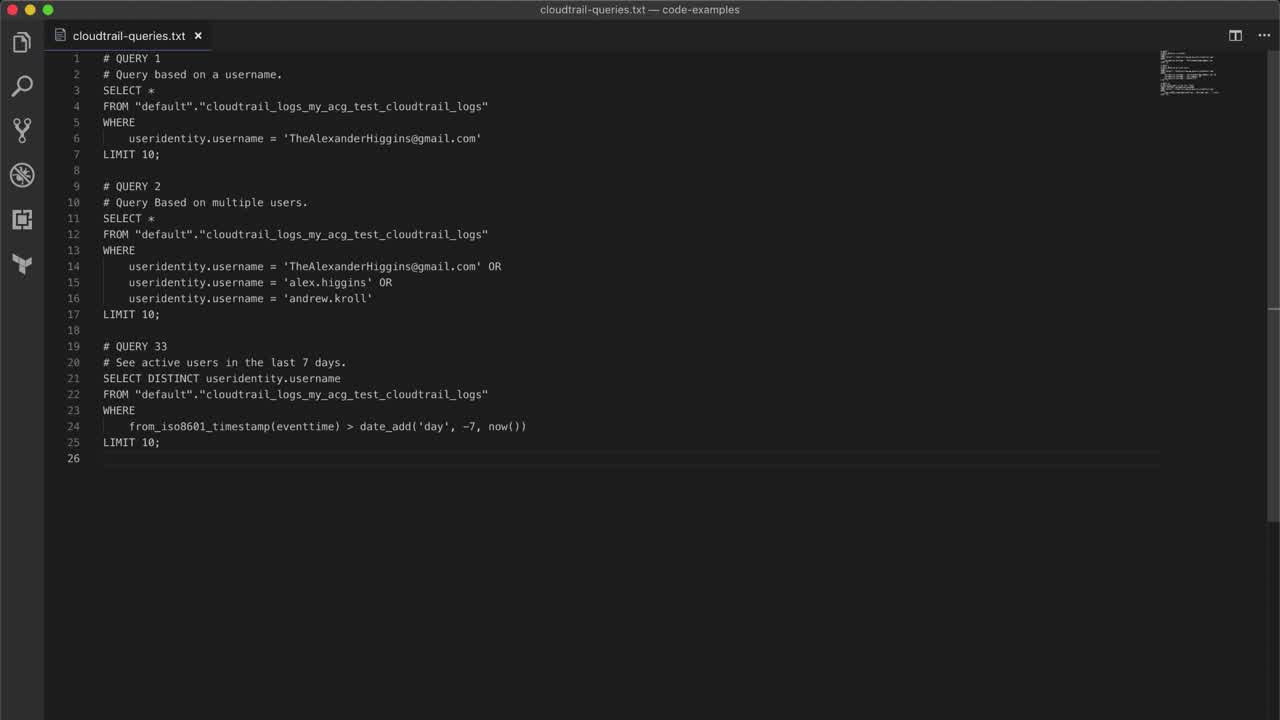 cloudtrail-queries.txt — code-examples
cloudtrail-queries.txt ×
1 # QUERY 1
2 # Query based on a username.
3 SELECT *
4 FROM "default"."cloudtrail_logs_my_acg_test_cloudtrail_logs"
5 WHERE
6 useridentity.username = 'TheAlexanderHiggins@gmail.com'
7 LIMIT 10;
8
9 # QUERY 2
10 # Query Based on multiple users.
11 SELECT *
12 FROM "default"."cloudtrail_logs_my_acg_test_cloudtrail_logs"
13 WHERE
14 useridentity.username = 'TheAlexanderHiggins@gmail.com' OR
15 useridentity.username = 'alex.higgins' OR
16 useridentity.username = 'andrew.kroll'
17 LIMIT 10;
18
19 # QUERY 33
20 # See active users in the last 7 days.
21 SELECT DISTINCT useridentity.username
22 FROM "default"."cloudtrail_logs_my_acg_test_cloudtrail_logs"
23 WHERE
24 from_iso8601_timestamp(eventtime) > date_add('day', -7, now())
25 LIMIT 10;
26